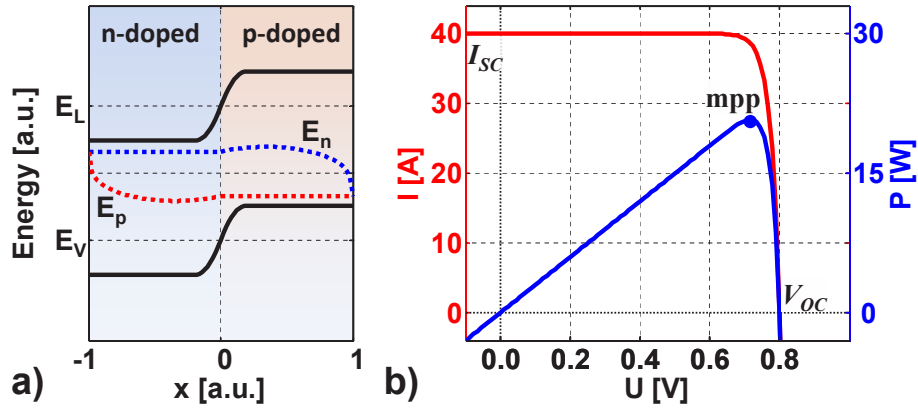 n-doped
p-doped
E_L
E_n
E_p
E_V
Energy [a.u.]
-1
0
1
x [a.u.]
a)
40
30
20
40
0
I [A]
I_SC
mpp
V_OC
30
15
0
P [W]
0.0
0.2
0.4
0.6
0.8
U [V]
b)